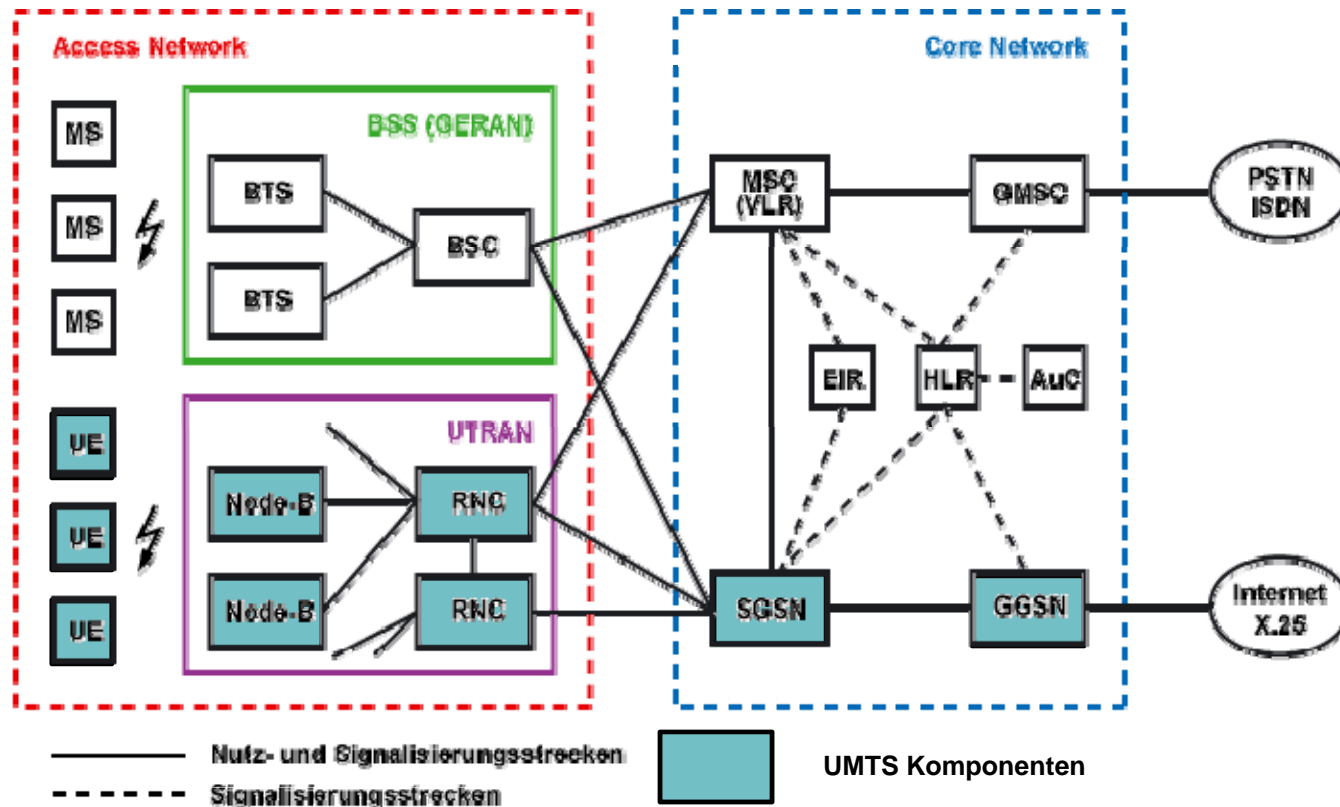 Access Network
Core Network
BSS (GERAN)
MS
MS
MS
BTS
BTS
BSC
MSC
(VLR)
GMSC
PSTN
ISDN
EIR
HLR
AuC
UTRAN
UE
UE
UE
Node-B
Node-B
RNC
RNC
SGSN
GGSN
Internet
X.25
Nutz- und Signalisierungsstrecken
Signalisierungsstrecken
UMTS Komponenten